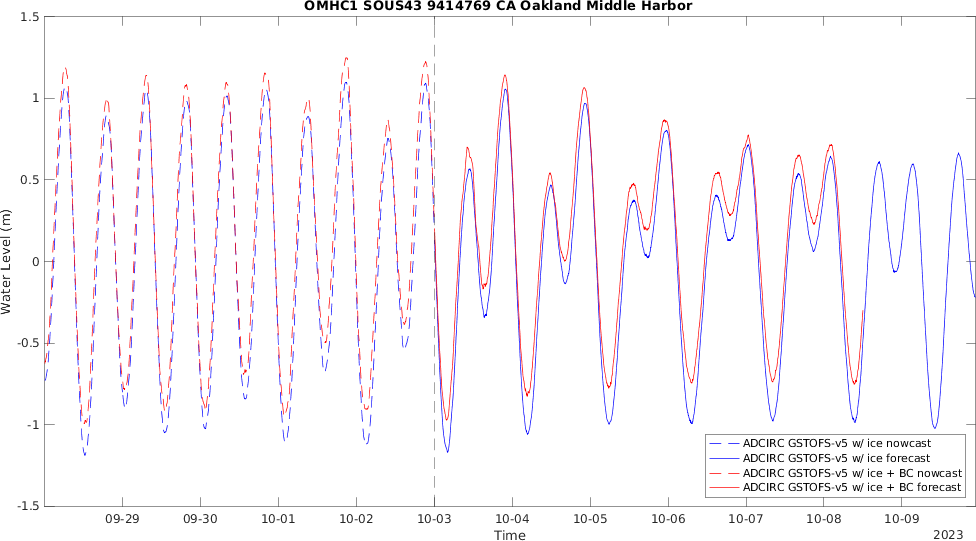 OMHC1 SOUS43 9414769 CA Oakland Middle Harbor
1.5
1
0.5
0
-0.5
-1
-1.5
Water Level (m)
09-29 09-30 10-01 10-02 10-03 10-04 10-05 10-06 10-07 10-08 10-09
Time
2023
ADCIRC GSTOFS-v5 w/ ice nowcast
ADCIRC GSTOFS-v5 w/ ice forecast
ADCIRC GSTOFS-v5 w/ ice + BC nowcast
ADCIRC GSTOFS-v5 w/ ice + BC forecast